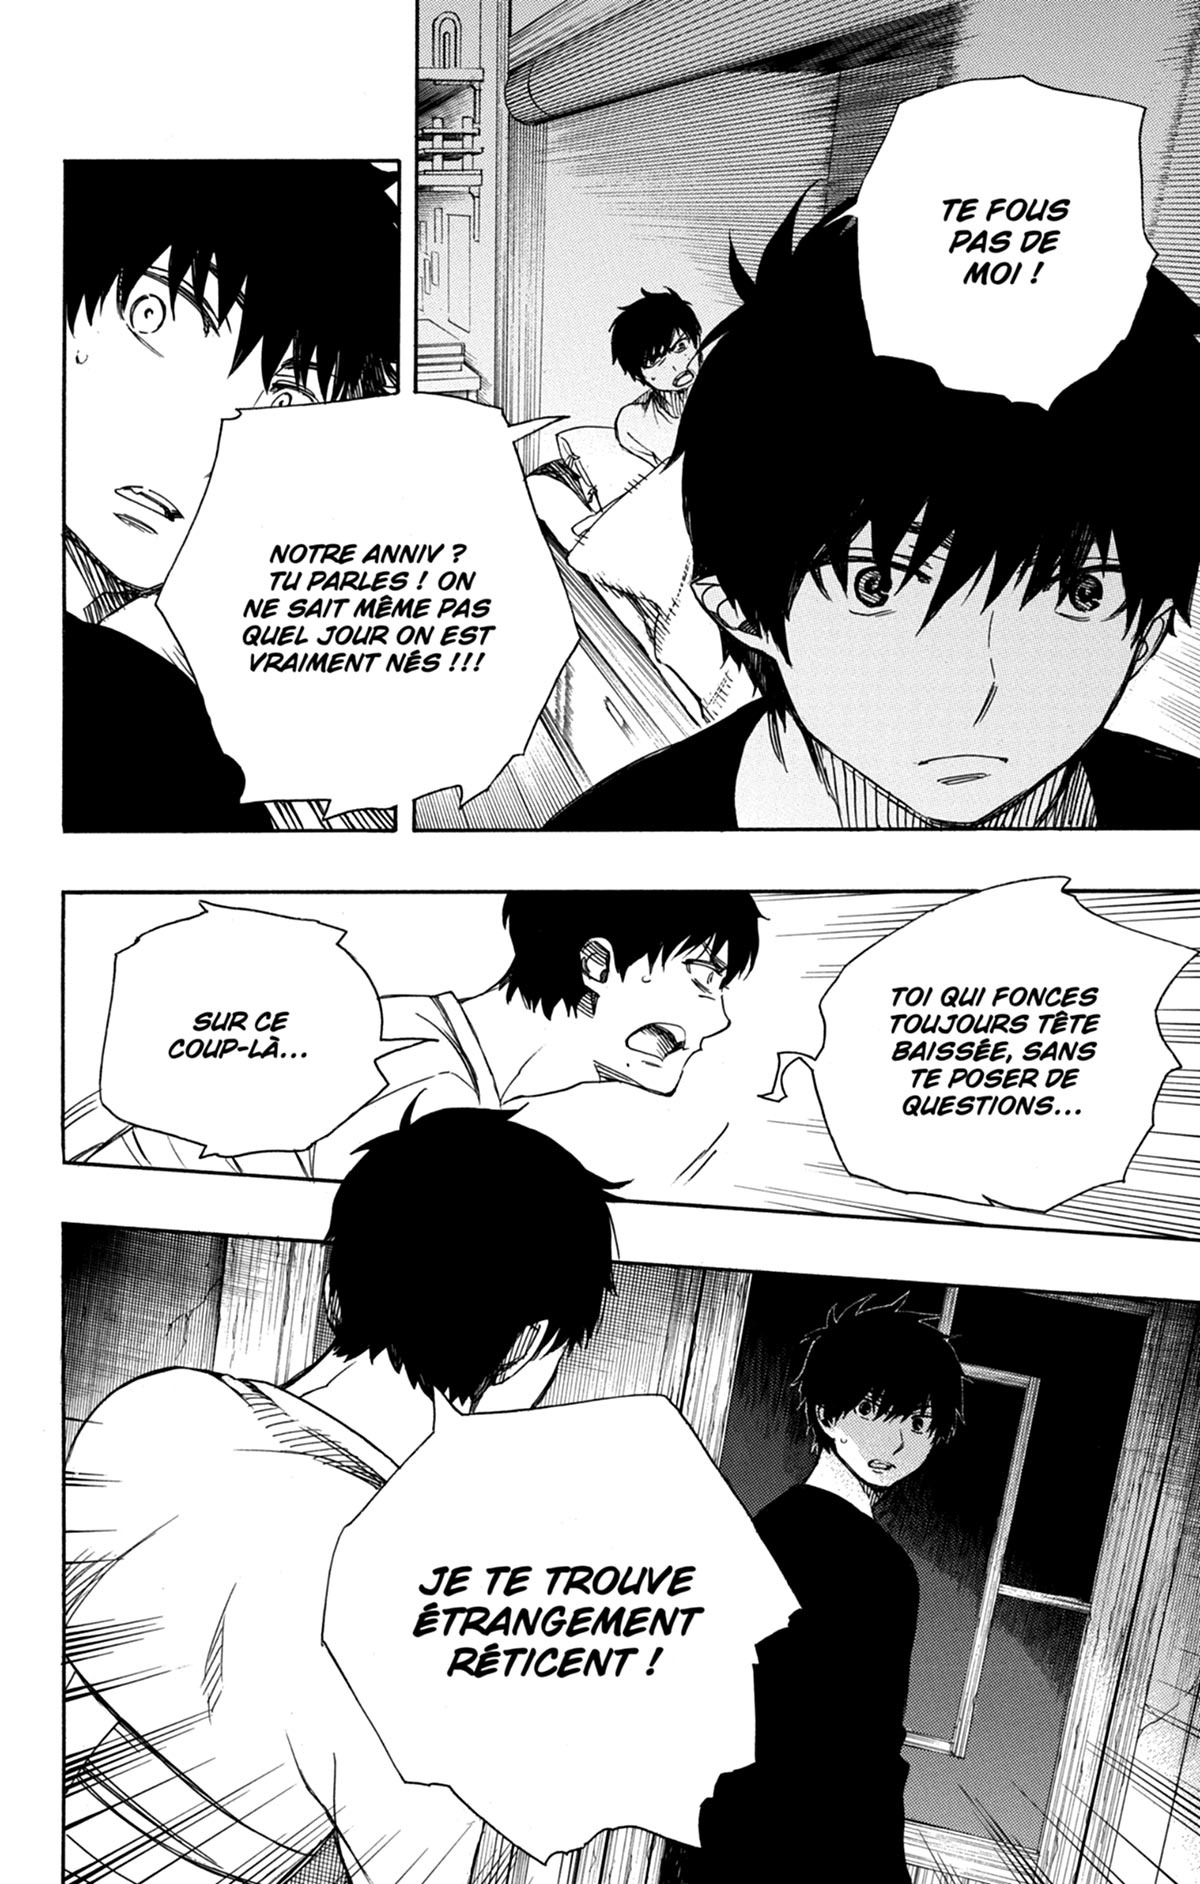 TE FOUS
PAS DE
MOI !
NOTRE ANNIV ?
TU PARLES ! ON
NE SAIT MÊME PAS
QUEL JOUR ON EST
VRAIMENT NÉS !!!
TOI QUI FONCES
TOUJOURS TÊTE
BAISSÉE, SANS
TE POSER DE
QUESTIONS...
SUR CE
COUP-LÀ...
JE TE TROUVE
ÉTRANGEMENT
RÉTICENT !